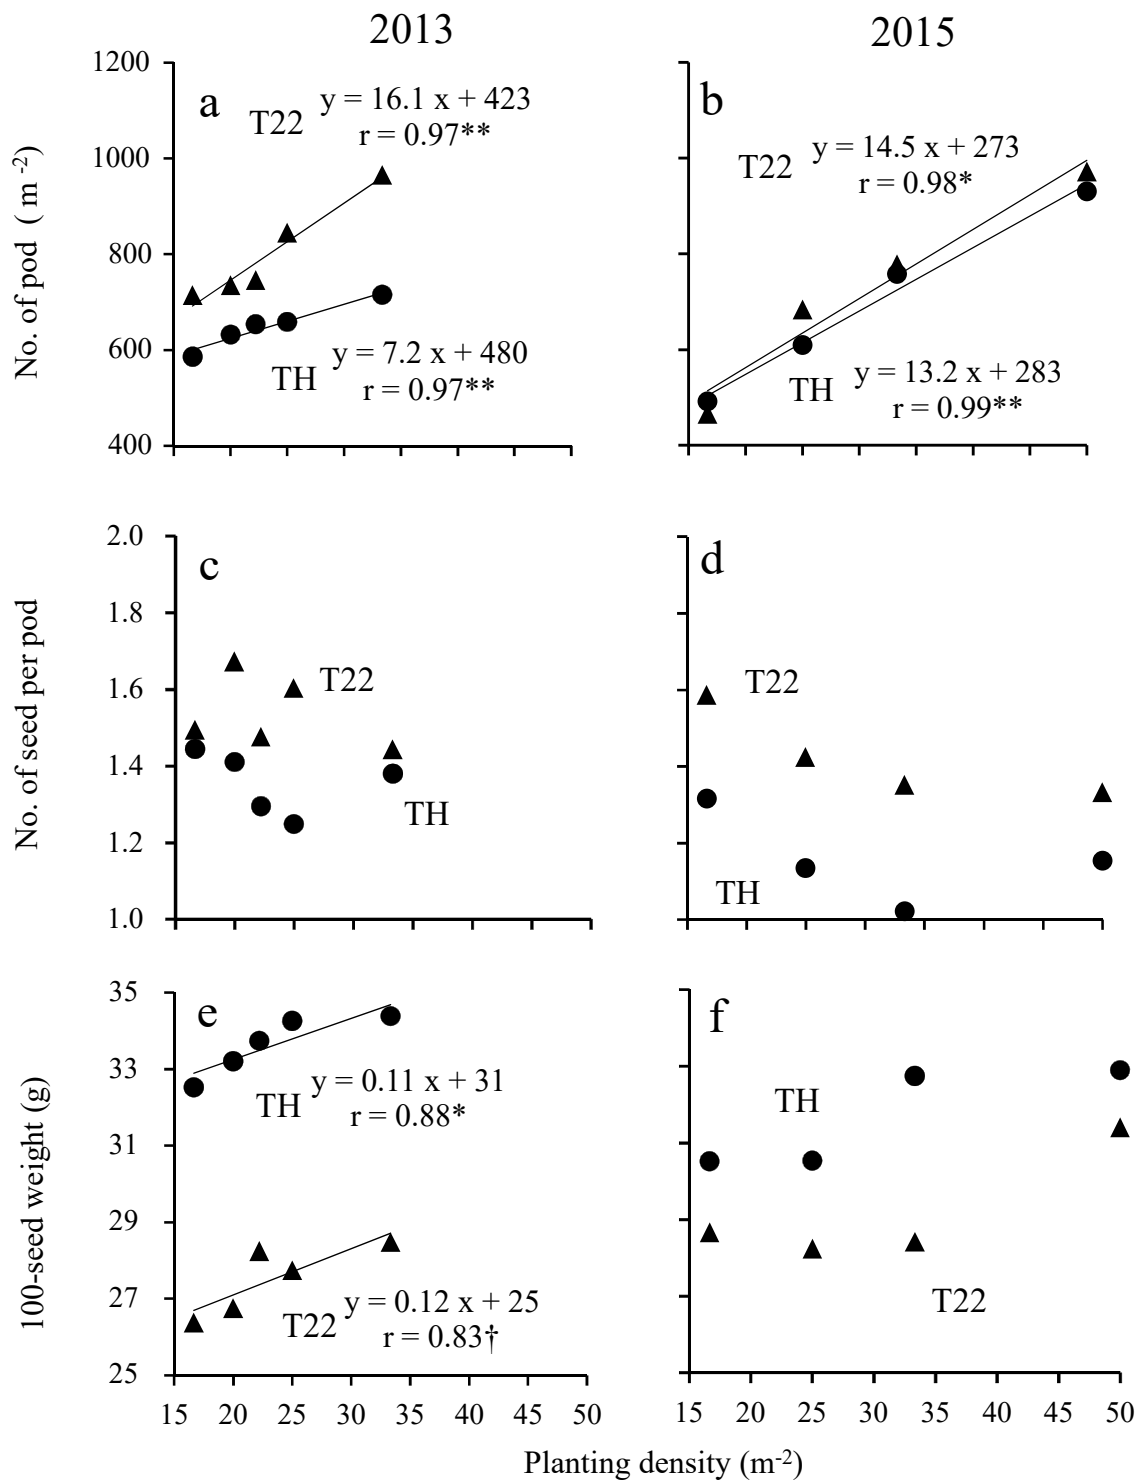 2013
2015
No. of pod ( m -2)
1200
1000
800
600
400
a
T22
y = 16.1 x + 423
r = 0.97**
TH
y = 7.2 x + 480
r = 0.97**
b
T22
y = 14.5 x + 273
r = 0.98*
TH
y = 13.2 x + 283
r = 0.99**
No. of seed per pod
2.0
1.8
1.6
1.4
1.2
1.0
c
T22
TH
d
T22
TH
100-seed weight (g)
35
33
31
29
27
25
e
TH
y = 0.11 x + 31
r = 0.88*
T22
y = 0.12 x + 25
r = 0.83†
f
TH
T22
15 20 25 30 35 40 45 50
15 20 25 30 35 40 45 50
Planting density (m-2)